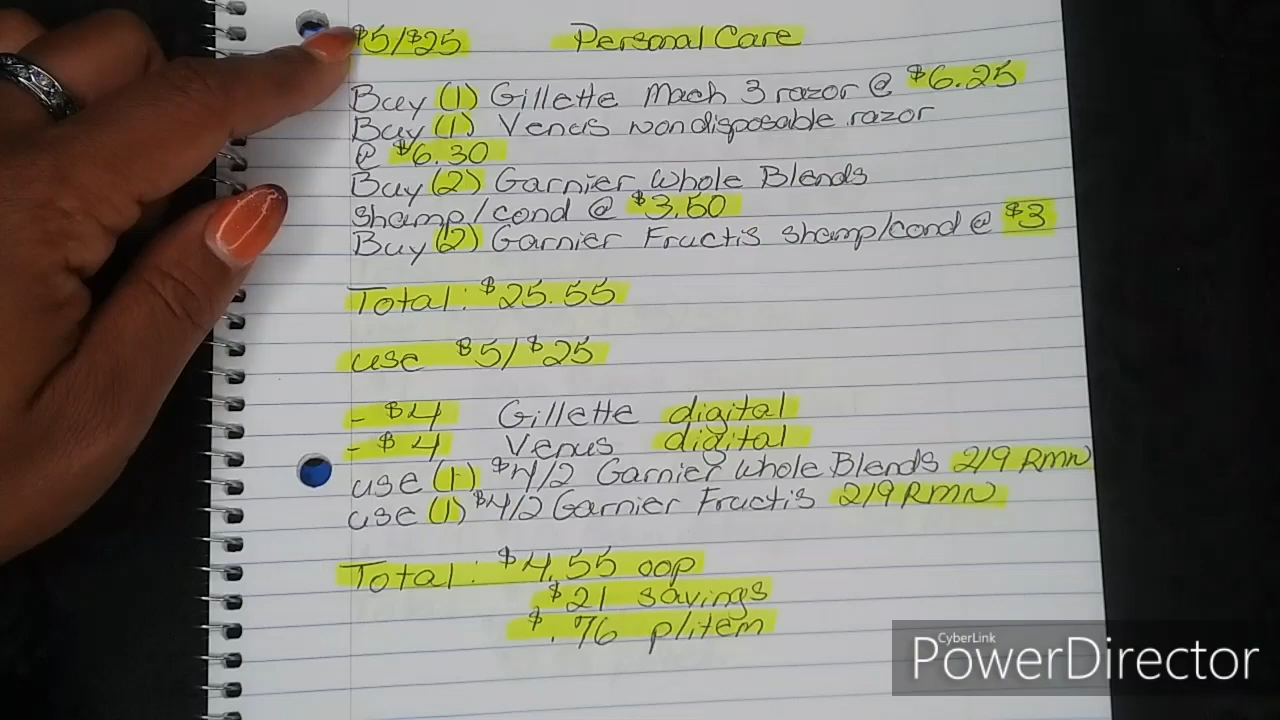 $5/$25 Personal Care
Buy (1) Gillette Mach 3 razor @ $6.25
Buy (1) Venus nondisposable razor
@ $6.30
Buy (2) Garnier Whole Blends
shamp/cond @ $3.50
Buy (2) Garnier Fructis shamp/cond @ $3
Total: $25.55
use $5/$25
- $4 Gillette digital
- $4 Venus digital
use (1) $4/2 Garnier Whole Blends 2/9 RMN
use (1) $4/2 Garnier Fructis 2/9 RMN
Total: $4.55 oop
$21 savings
$.76 p/item
CyberLink
PowerDirector